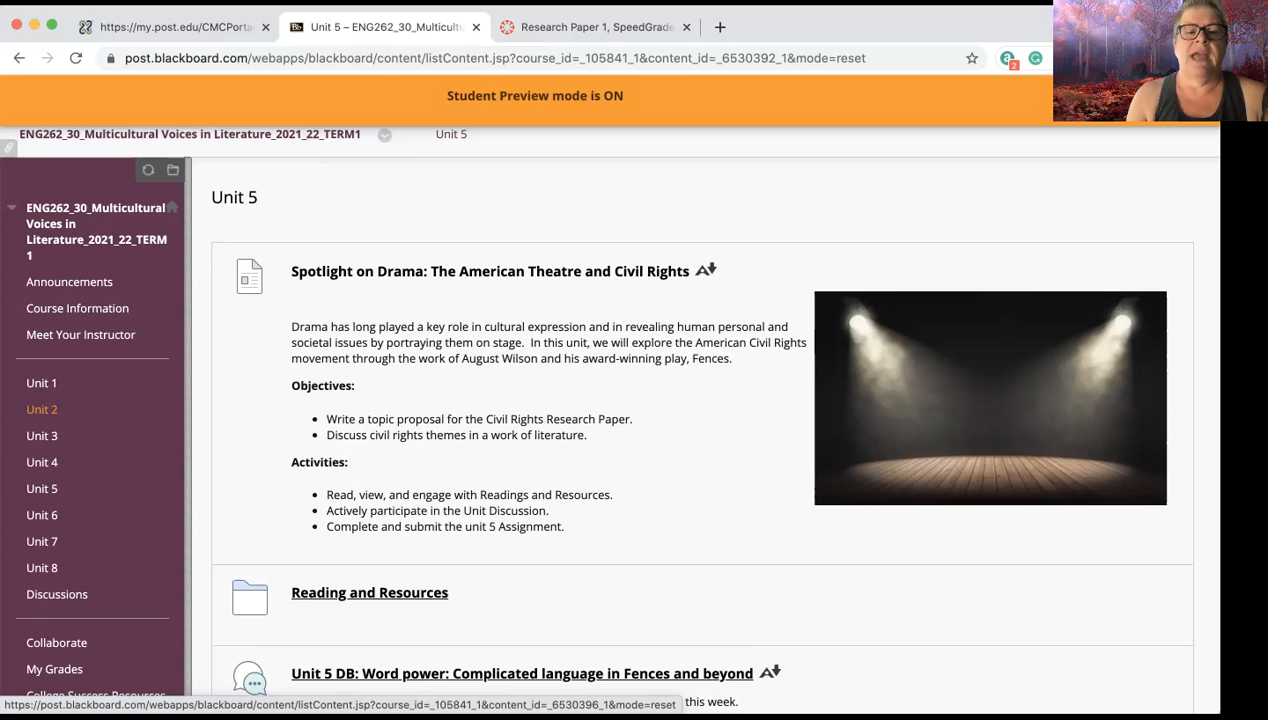 https://my.post.edu/CMCPorta
Bb
Unit 5 – ENG262_30_Multicultu
Research Paper 1, SpeedGrade
post.blackboard.com/webapps/blackboard/content/listContent.jsp?course_id=_105841_1&content_id=_6530392_1&mode=reset
2
Student Preview mode is ON
ENG262_30_Multicultural Voices in Literature_2021_22_TERM1
Unit 5
ENG262_30_Multicultural
Voices in
Literature_2021_22_TERM
1
Announcements
Course Information
Meet Your Instructor
Unit 1
Unit 2
Unit 3
Unit 4
Unit 5
Unit 6
Unit 7
Unit 8
Discussions
Collaborate
My Grades
College Success Resources
Unit 5
Spotlight on Drama: The American Theatre and Civil Rights
Drama has long played a key role in cultural expression and in revealing human personal and
societal issues by portraying them on stage. In this unit, we will explore the American Civil Rights
movement through the work of August Wilson and his award-winning play, Fences.
Objectives:
Write a topic proposal for the Civil Rights Research Paper.
Discuss civil rights themes in a work of literature.
Activities:
Read, view, and engage with Readings and Resources.
Actively participate in the Unit Discussion.
Complete and submit the unit 5 Assignment.
Reading and Resources
Unit 5 DB: Word power: Complicated language in Fences and beyond
this week.
https://post.blackboard.com/webapps/blackboard/content/listContent.jsp?course_id=_105841_1&content_id=_6530396_1&mode=reset